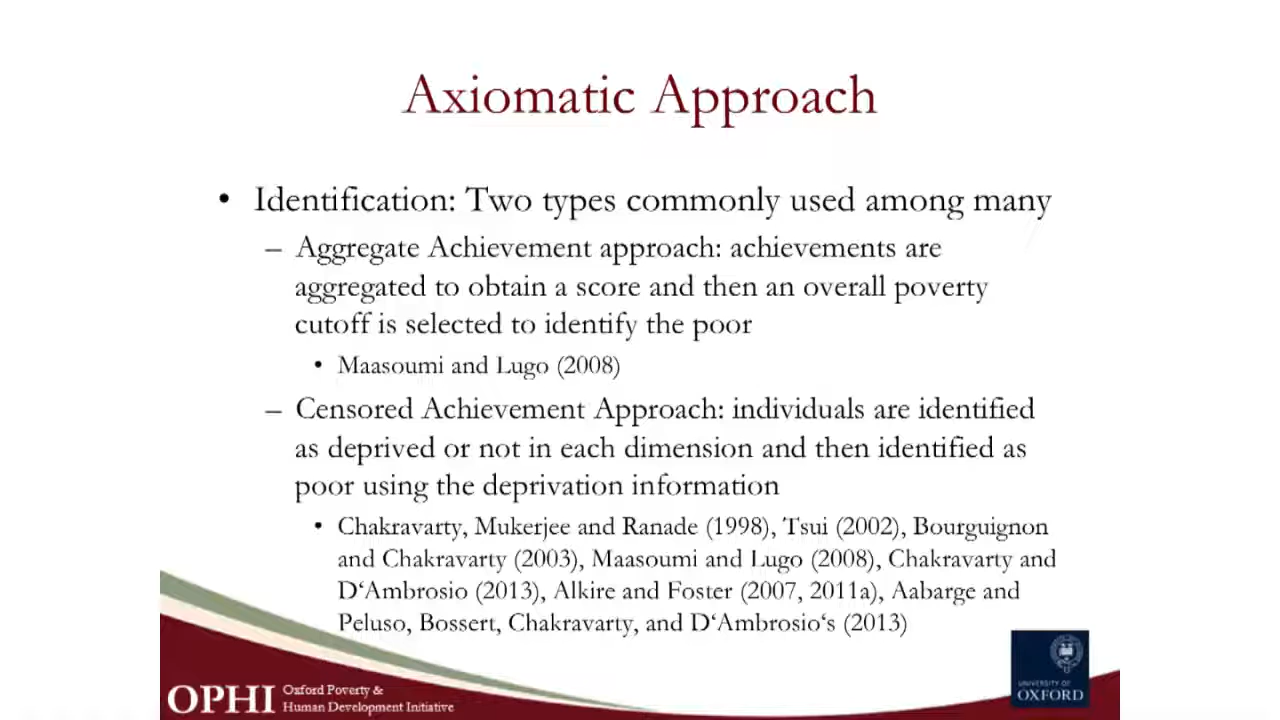 Axiomatic Approach
• Identification: Two types commonly used among many
– Aggregate Achievement approach: achievements are
aggregated to obtain a score and then an overall poverty
cutoff is selected to identify the poor
• Maasoumi and Lugo (2008)
– Censored Achievement Approach: individuals are identified
as deprived or not in each dimension and then identified as
poor using the deprivation information
• Chakravarty, Mukerjee and Ranade (1998), Tsui (2002), Bourguignon
and Chakravarty (2003), Maasoumi and Lugo (2008), Chakravarty and
D‘Ambrosio (2013), Alkire and Foster (2007, 2011a), Aabarge and
Peluso, Bossert, Chakravarty, and D‘Ambrosio‘s (2013)
OPHI
Oxford Poverty &
Human Development Initiative
UNIVERSITY OF
OXFORD